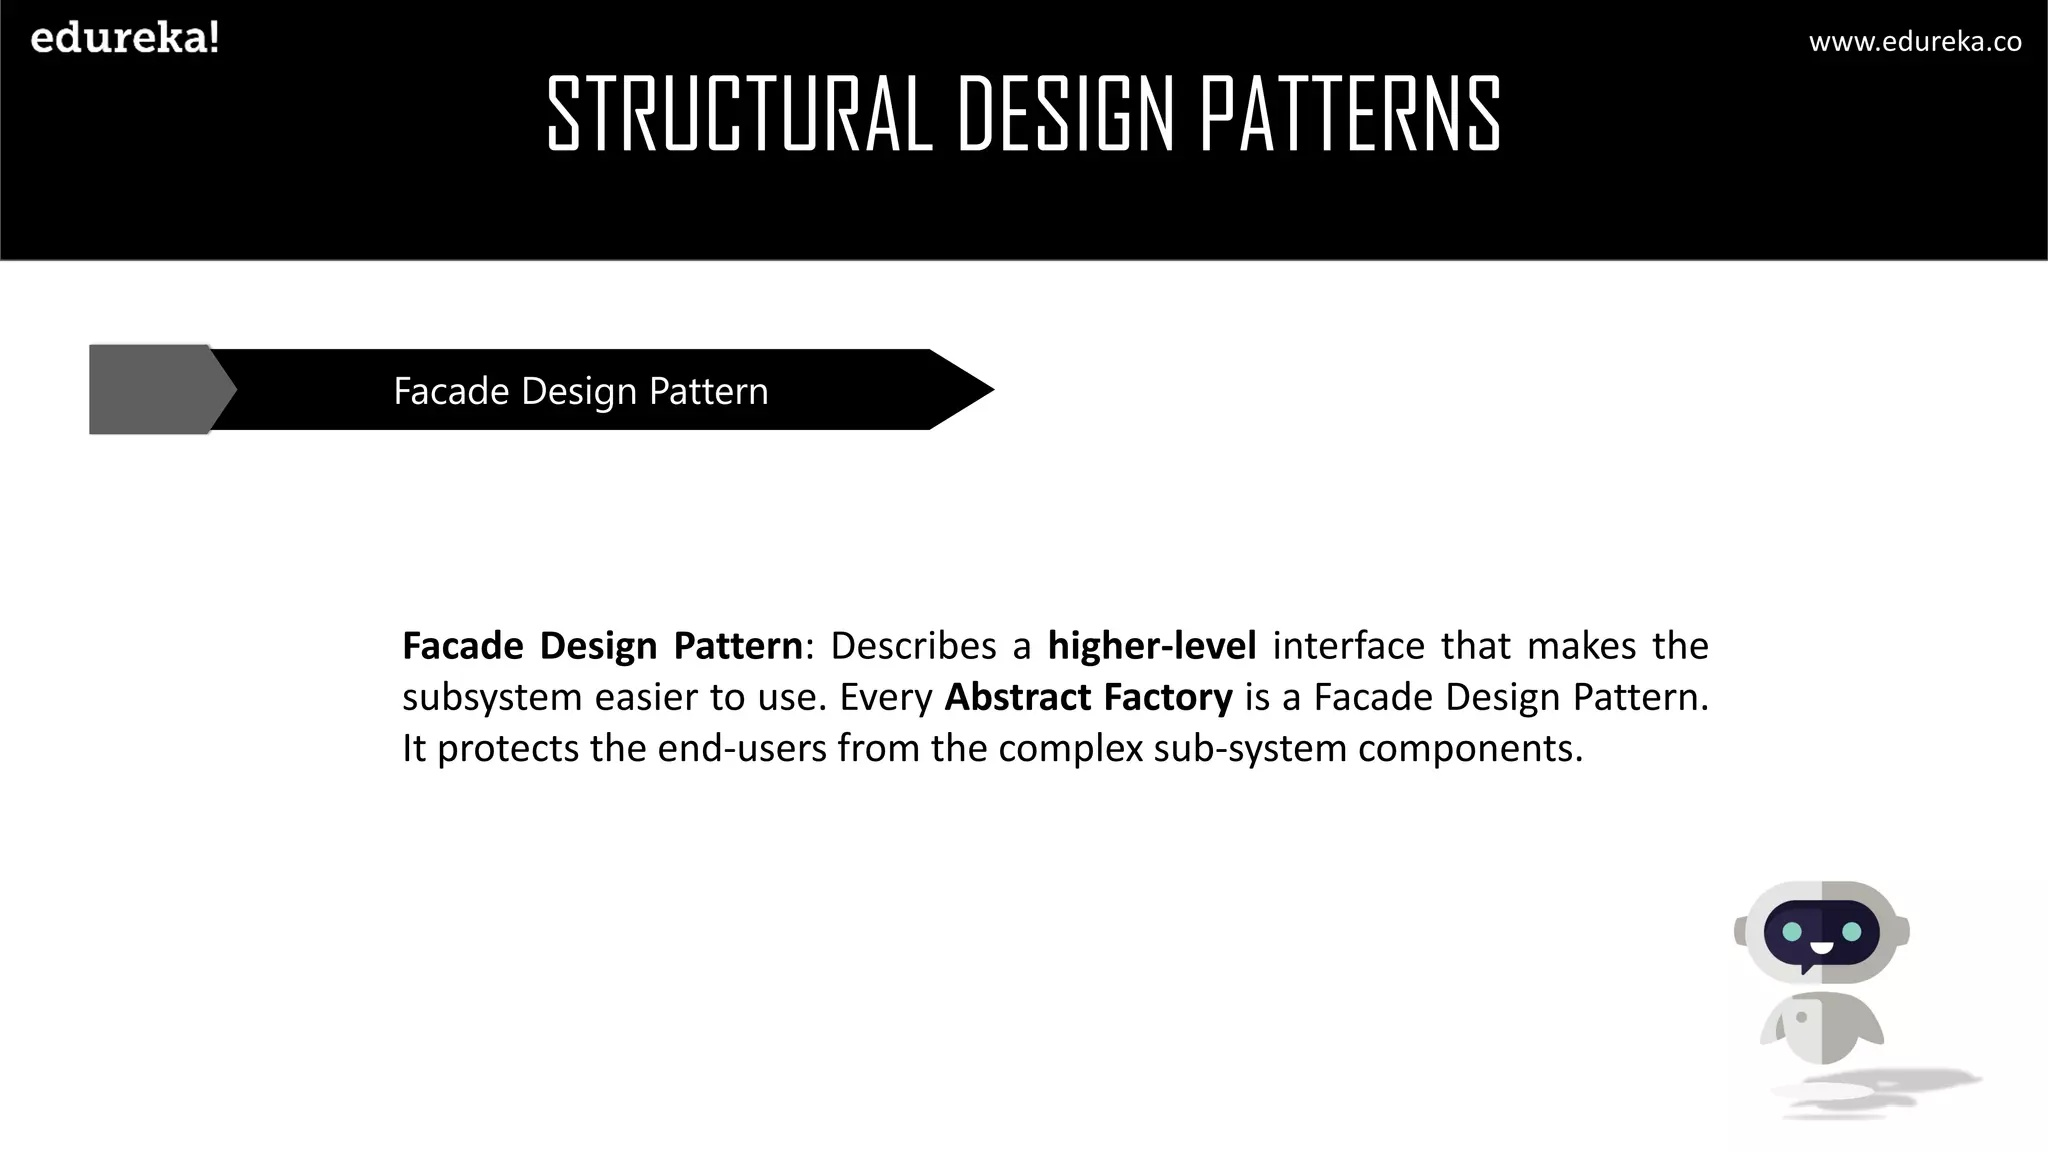 edureka!
www.edureka.co
STRUCTURAL DESIGN PATTERNS
Facade Design Pattern
Facade Design Pattern: Describes a higher-level interface that makes the
subsystem easier to use. Every Abstract Factory is a Facade Design Pattern.
It protects the end-users from the complex sub-system components.